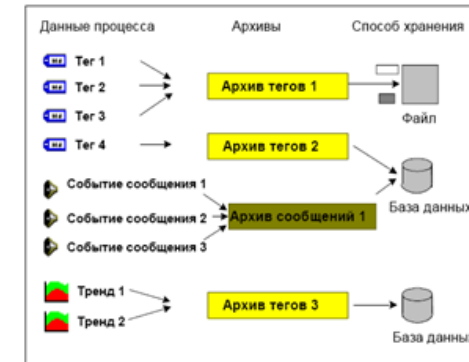 Данные процесса Архивы Способ хранения
Тег 1
Тег 2 Архив тегов 1
Тег 3 Файл
Тег 4 Архив тегов 2
Событие сообщения 1
Событие сообщения 2 Архив сообщений 1 База данных
Событие сообщения 3
Тренд 1 Архив тегов 3
Тренд 2
База данных